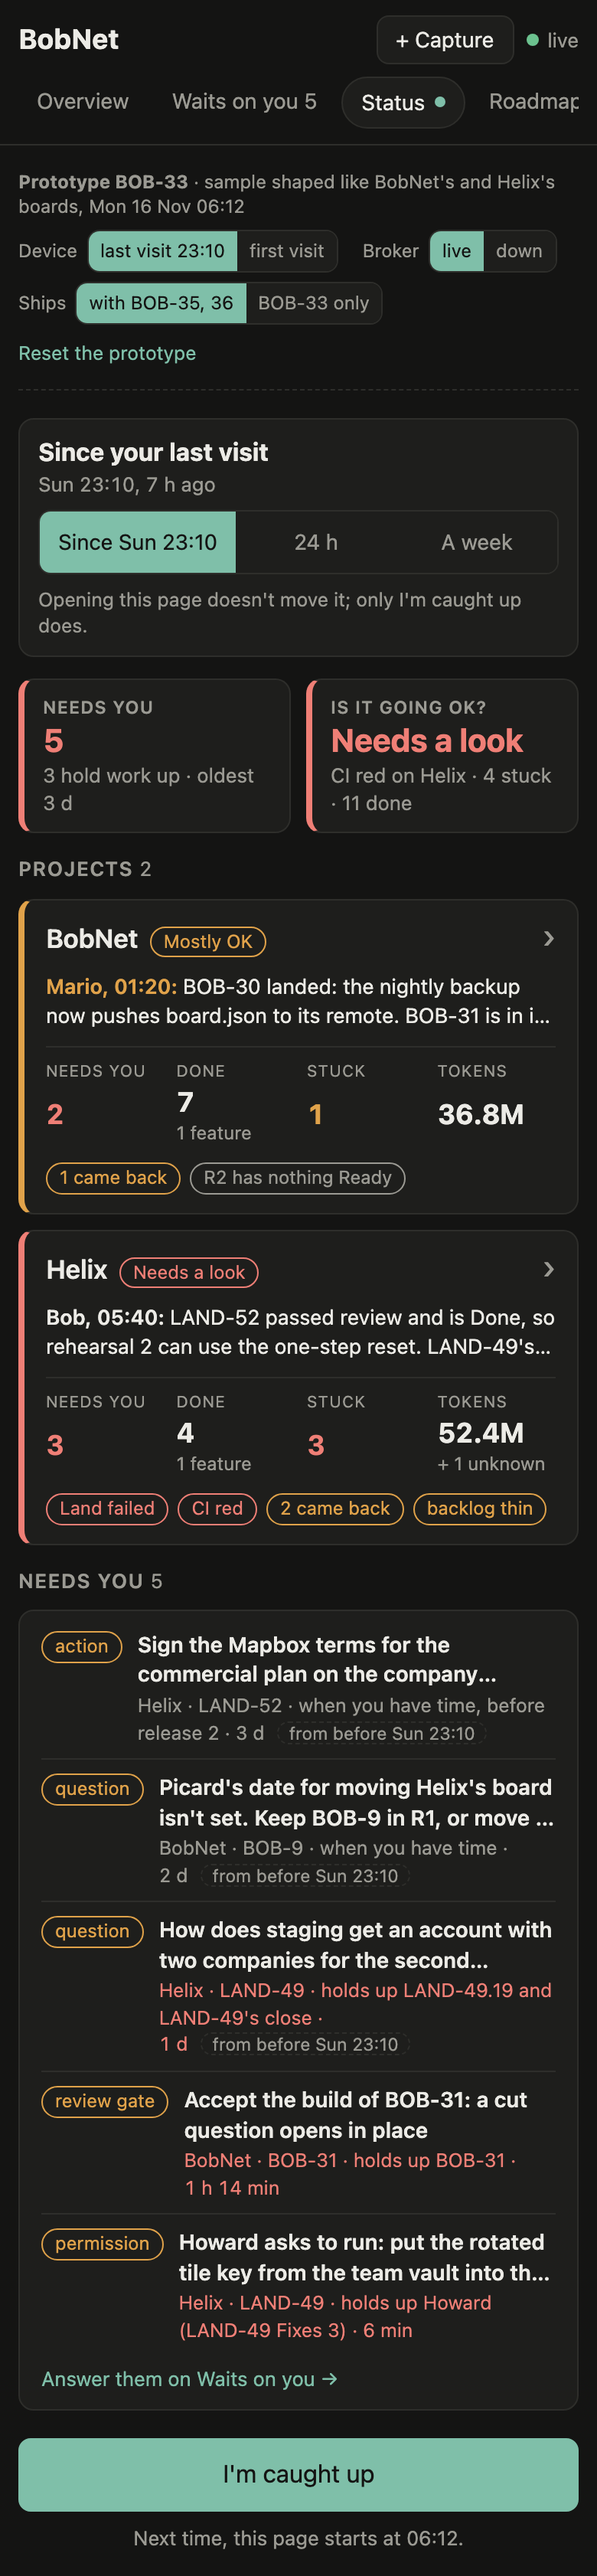 BobNet
+ Capture
live
Overview
Waits on you 5
Status
Roadmap
Prototype BOB-33 · sample shaped like BobNet's and Helix's
boards, Mon 16 Nov 06:12
Device
last visit 23:10
first visit
Broker
live
down
Ships
with BOB-35, 36
BOB-33 only
Reset the prototype
Since your last visit
Sun 23:10, 7 h ago
Since Sun 23:10
24 h
A week
Opening this page doesn't move it; only I'm caught up
does.
NEEDS YOU
5
3 hold work up · oldest
3 d
IS IT GOING OK?
Needs a look
CI red on Helix · 4 stuck
· 11 done
PROJECTS 2
BobNet
Mostly OK
Mario, 01:20: BOB-30 landed: the nightly backup
now pushes board.json to its remote. BOB-31 is in i...
NEEDS YOU
DONE
STUCK
TOKENS
2
7
1
36.8M
1 feature
1 came back
R2 has nothing Ready
Helix
Needs a look
Bob, 05:40: LAND-52 passed review and is Done, so
rehearsal 2 can use the one-step reset. LAND-49's...
NEEDS YOU
DONE
STUCK
TOKENS
3
4
3
52.4M
1 feature
+ 1 unknown
Land failed
CI red
2 came back
backlog thin
NEEDS YOU 5
action
Sign the Mapbox terms for the
commercial plan on the company...
Helix · LAND-52 · when you have time, before
release 2 · 3 d from before Sun 23:10
question
Picard's date for moving Helix's board
isn't set. Keep BOB-9 in R1, or move ...
BobNet · BOB-9 · when you have time ·
2 d from before Sun 23:10
question
How does staging get an account with
two companies for the second...
Helix · LAND-49 · holds up LAND-49.19 and
LAND-49's close ·
1 d from before Sun 23:10
review gate
Accept the build of BOB-31: a cut
question opens in place
BobNet · BOB-31 · holds up BOB-31 ·
1 h 14 min
permission
Howard asks to run: put the rotated
tile key from the team vault into th...
Helix · LAND-49 · holds up Howard
(LAND-49 Fixes 3) · 6 min
Answer them on Waits on you →
I'm caught up
Next time, this page starts at 06:12.